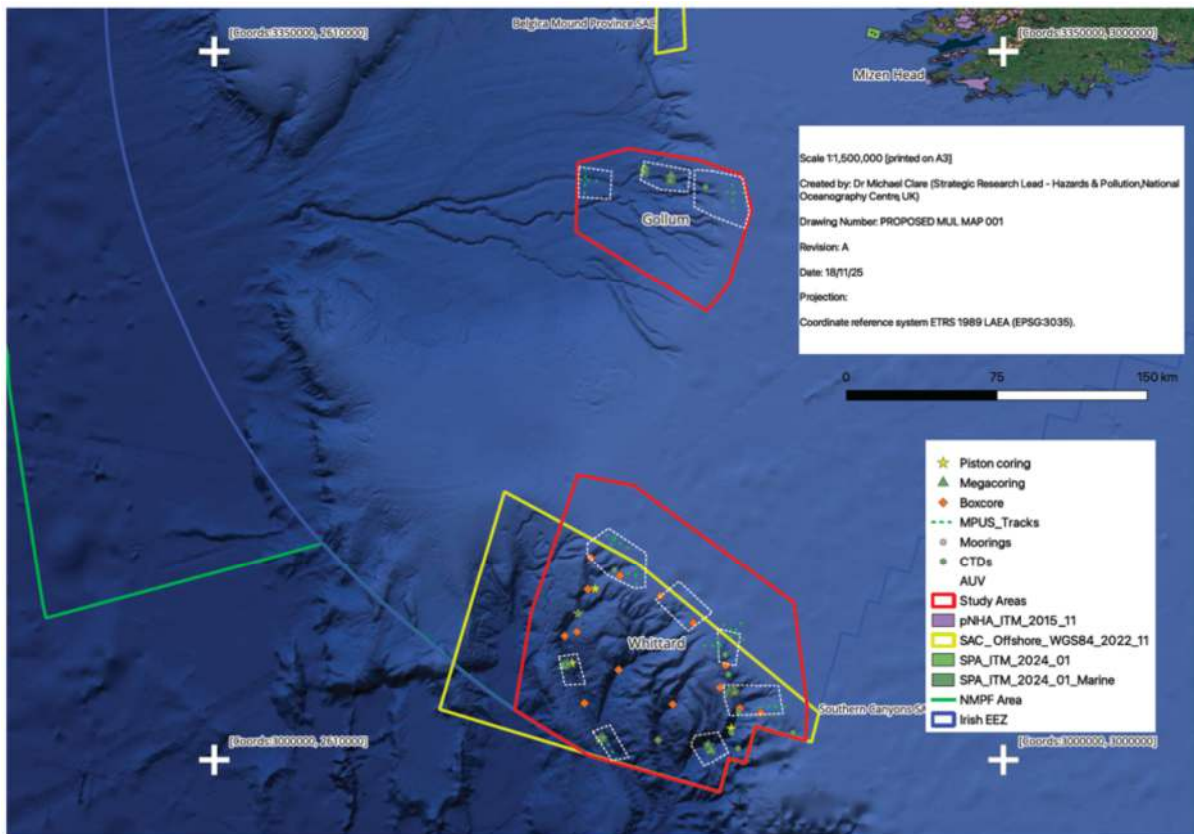 Belgica Mound Province SAC
[Coords:3350000, 2610000]
[Coords:3350000, 3000000]
Mizen Head
Scale 1:1,500,000 [printed on A3]
Created by: Dr Michael Clare (Strategic Research Lead - Hazards & Pollution,National
Oceanography Centre, UK)
Drawing Number: PROPOSED MUL MAP 001
Revision: A
Date: 18/11/25
Projection:
Coordinate reference system ETRS 1989 LAEA (EPSG:3035).
Gollum
0 75 150 km
Piston coring
Megacoring
Boxcore
MPUS_Tracks
Moorings
CTDs
AUV
Study Areas
pNHA_ITM_2015_11
SAC_Offshore_WGS84_2022_11
SPA_ITM_2024_01
SPA_ITM_2024_01_Marine
NMPF Area
Irish EEZ
Whittard
Southern Canyons
[Coords:3000000, 2610000]
[Coords:3000000, 3000000]